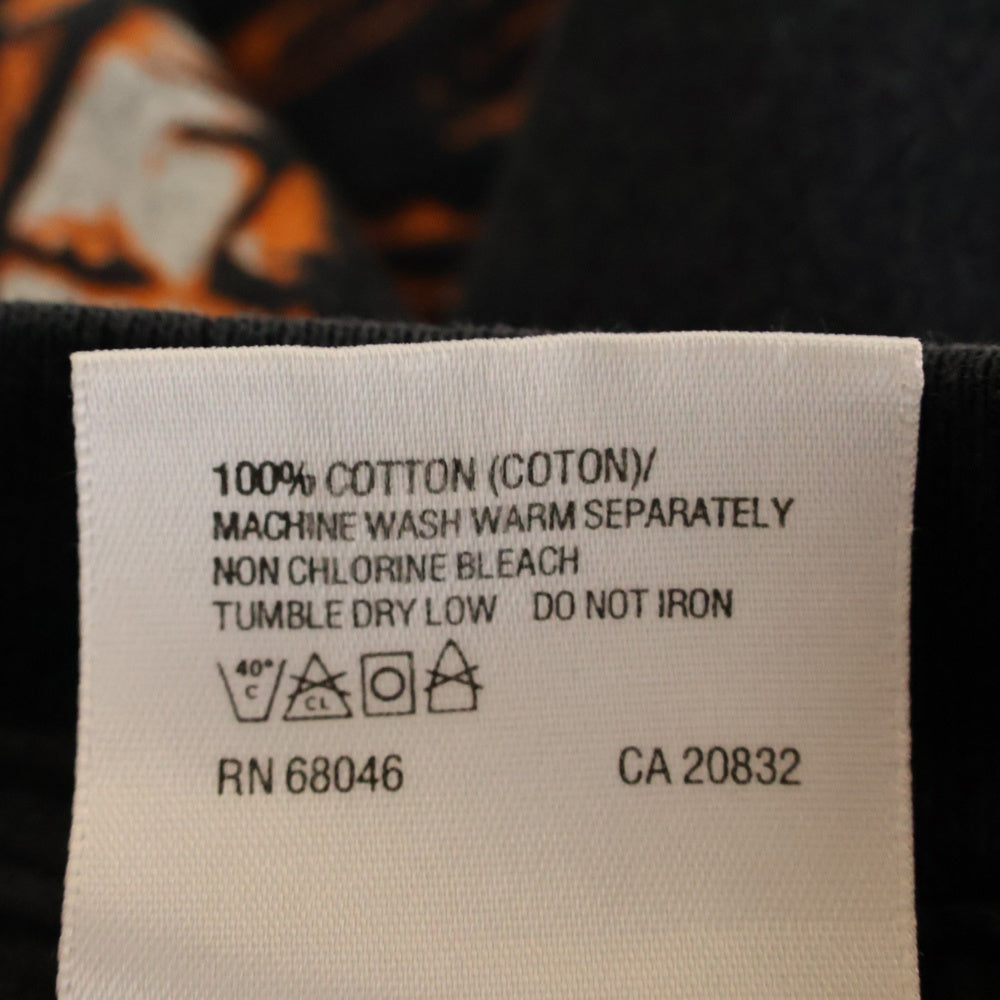 100% COTTON (COTON)/
MACHINE WASH WARM SEPARATELY
NON CHLORINE BLEACH
TUMBLE DRY LOW DO NOT IRON
40°
C CL
RN 68046 CA 20832